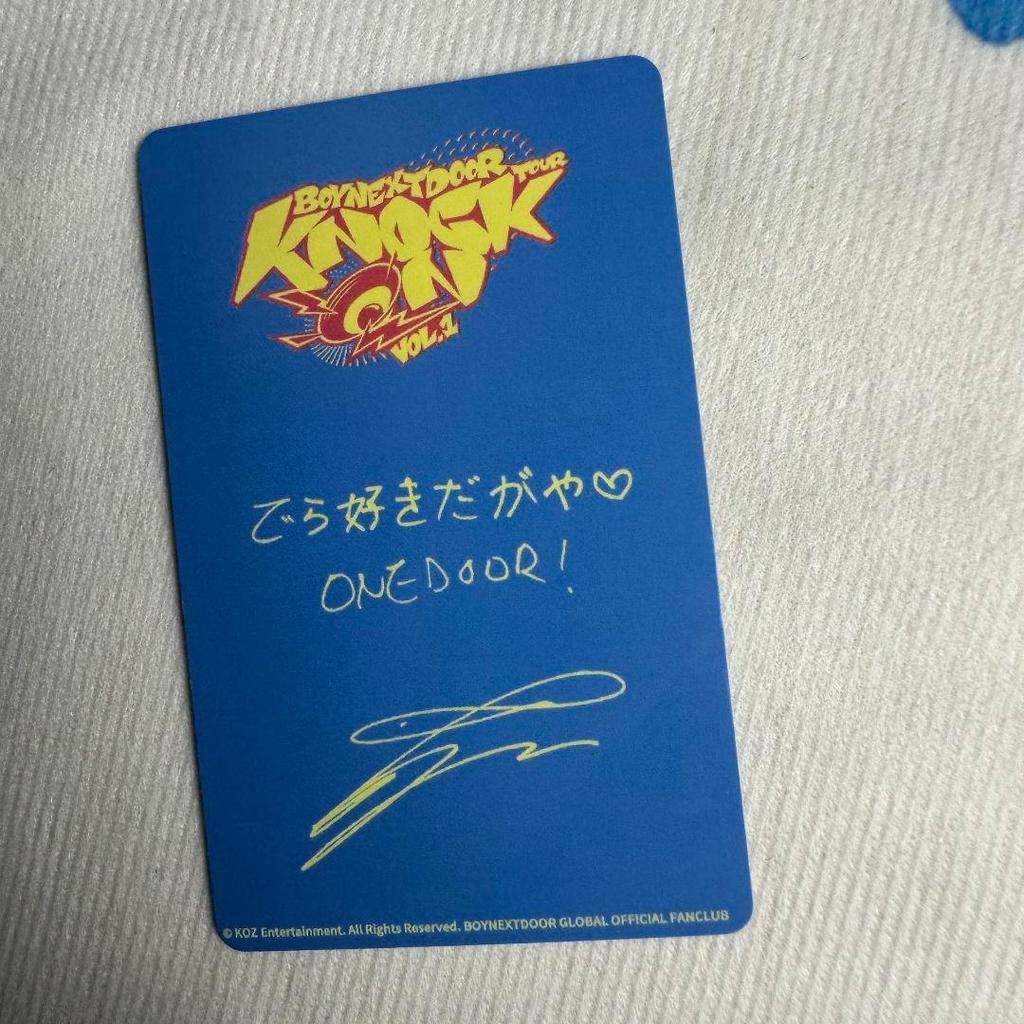 BOYNEXTDOOR TOUR
KNOCK
ON
VOL.1
でら好きだがや♡
ONEDOOR!
© KOZ Entertainment. All Rights Reserved. BOYNEXTDOOR GLOBAL OFFICIAL FANCLUB